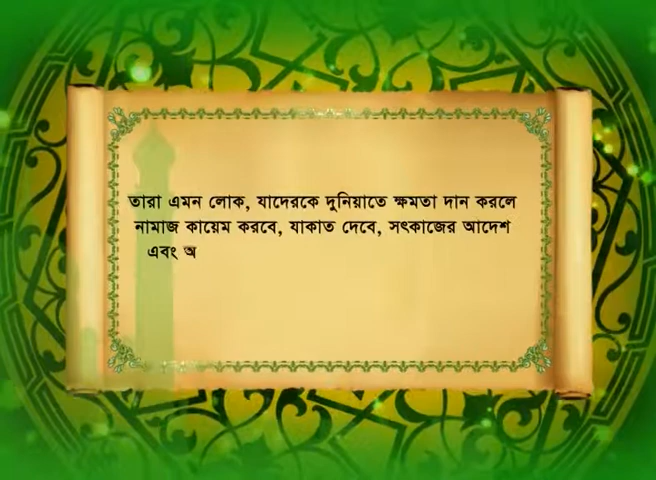 তারা এমন লোক, যাদেরকে দুনিয়াতে ক্ষমতা দান করলে
নামাজ কায়েম করবে, যাকাত দেবে, সৎকাজের আদেশ
এবং অ